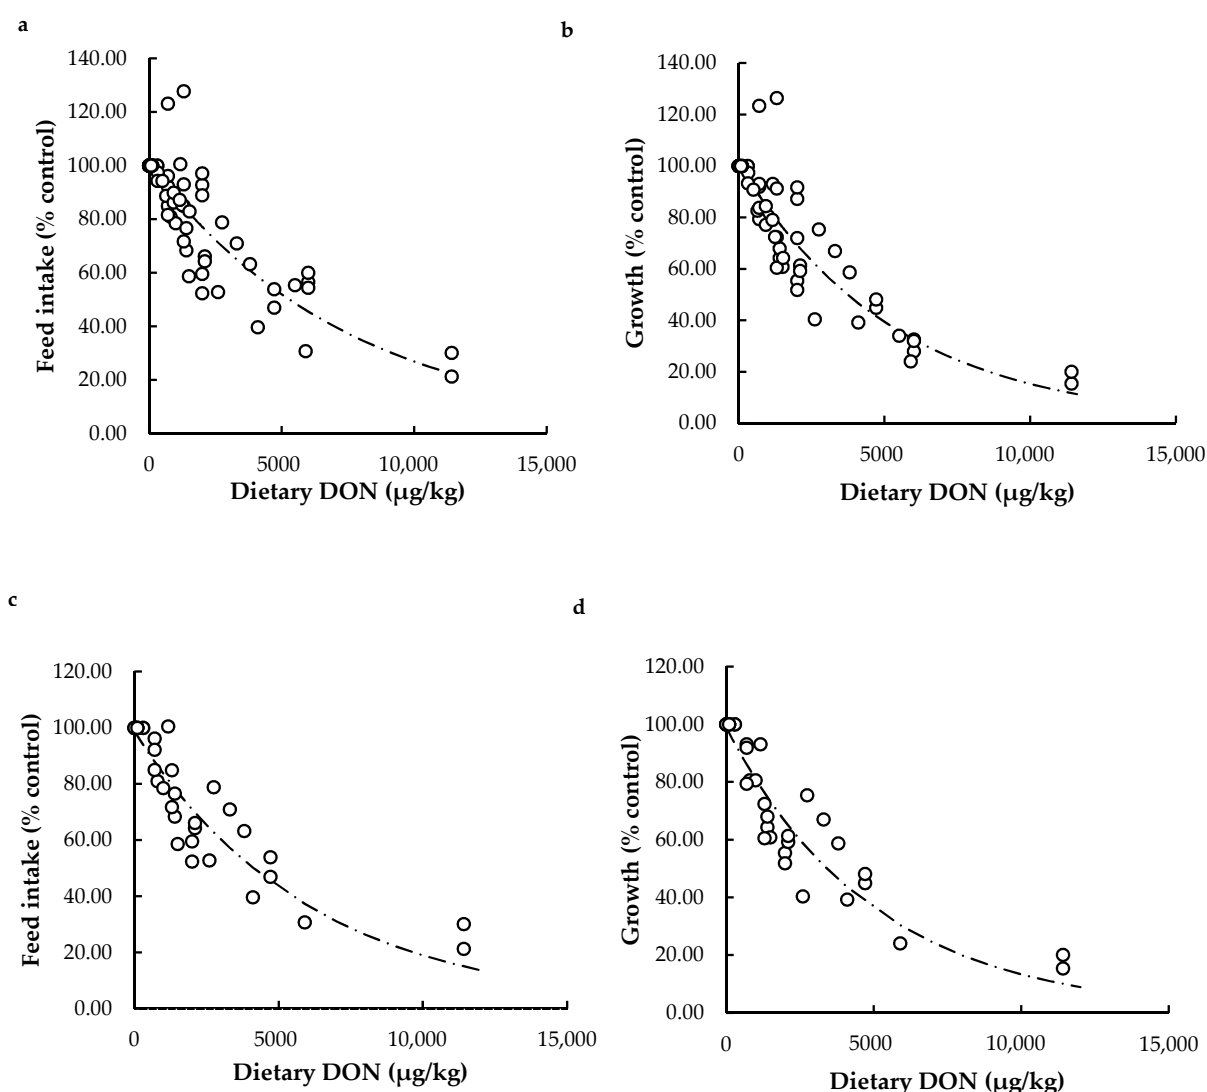 a
140.00
120.00
100.00
80.00
60.00
40.00
20.00
0.00
0 5000 10,000 15,000
Feed intake (% control)
Dietary DON (µg/kg)
b
140.00
120.00
100.00
80.00
60.00
40.00
20.00
0.00
0 5000 10,000 15,000
Growth (% control)
Dietary DON (µg/kg)
c
120.00
100.00
80.00
60.00
40.00
20.00
0.00
0 5000 10,000 15,000
Feed intake (% control)
Dietary DON (µg/kg)
d
120.00
100.00
80.00
60.00
40.00
20.00
0.00
0 5000 10,000 15,000
Growth (% control)
Dietary DON (µg/kg)